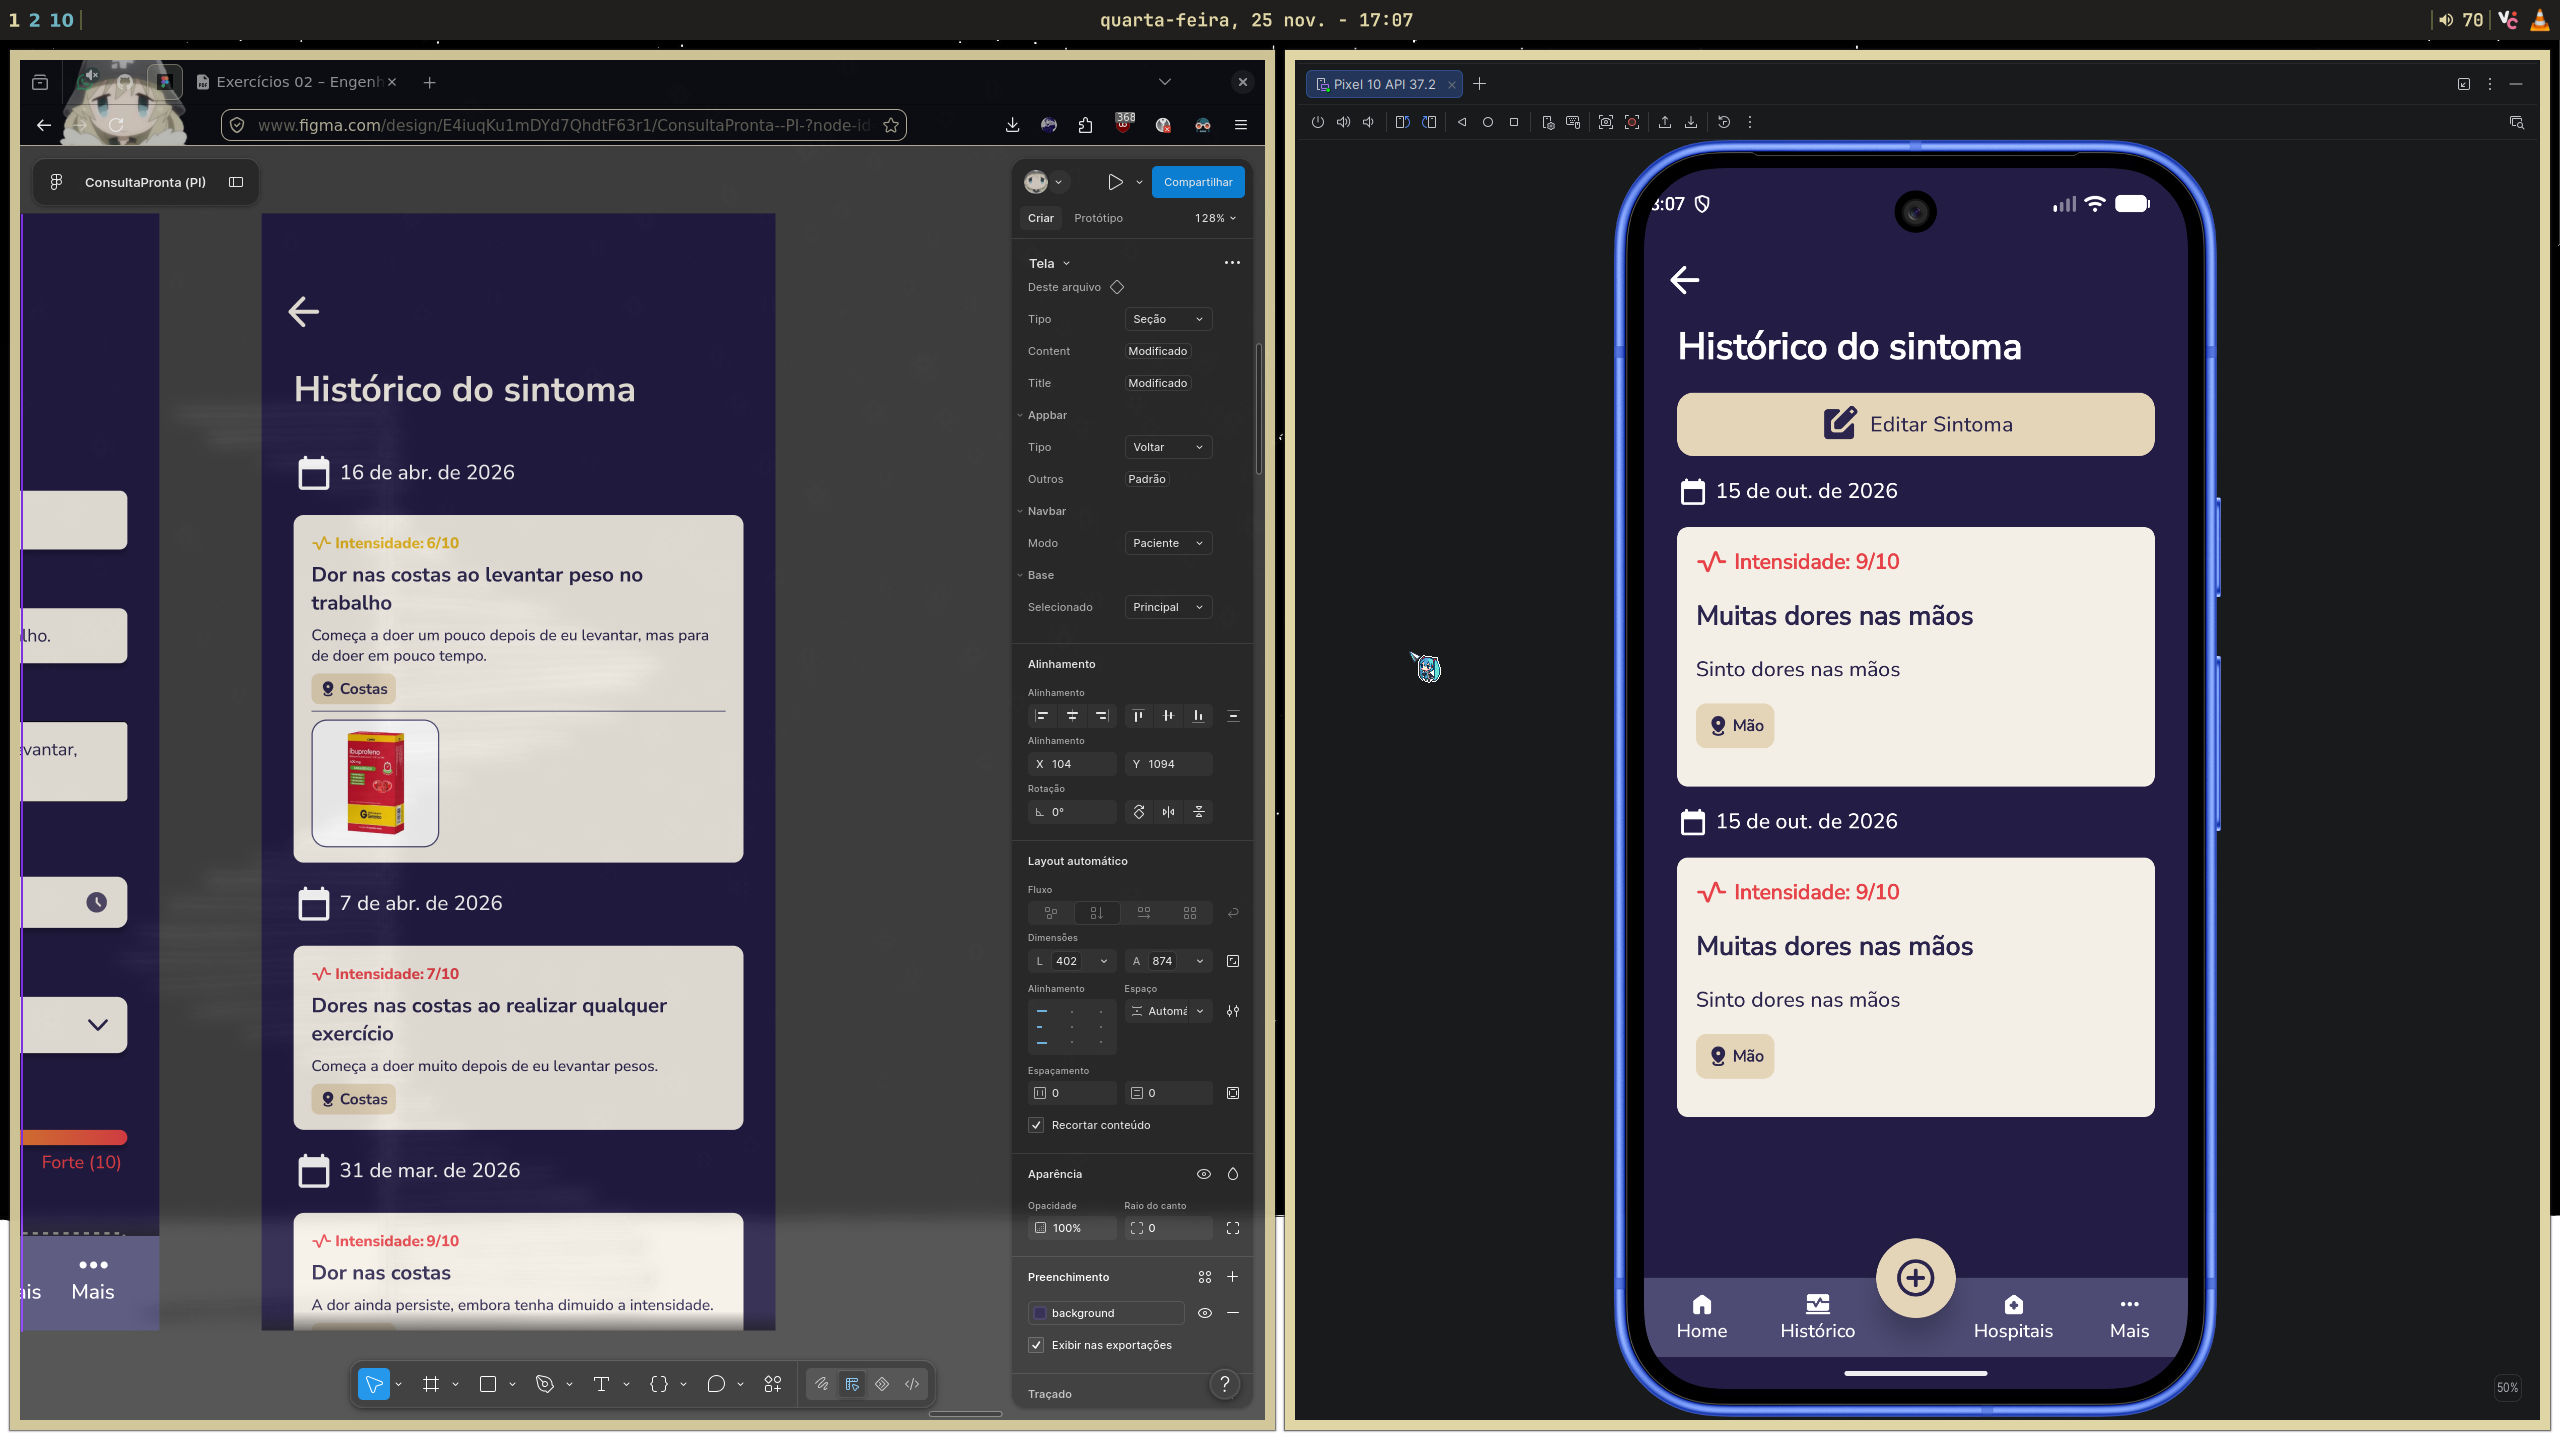 1 2 10
quarta-feira, 25 nov. - 17:07
70
Exercícios 02 – Engenh
368
www.figma.com/design/E4iuqKu1mDYd7QhdtF63r1/ConsultaPronta--PI-?node-id
ConsultaPronta (PI)
lho.
vantar,
Forte (10)
is
Mais
Histórico do sintoma
16 de abr. de 2026
Intensidade: 6/10
Dor nas costas ao levantar peso no
trabalho
Começa a doer um pouco depois de eu levantar, mas para
de doer em pouco tempo.
Costas
Ibuprofeno
7 de abr. de 2026
Intensidade: 7/10
Dores nas costas ao realizar qualquer
exercício
Começa a doer muito depois de eu levantar pesos.
Costas
31 de mar. de 2026
Intensidade: 9/10
Dor nas costas
A dor ainda persiste, embora tenha dimuido a intensidade.
Compartilhar
Criar
Protótipo
128%
Tela
Deste arquivo
Tipo
Seção
Content
Modificado
Title
Modificado
Appbar
Tipo
Voltar
Outros
Padrão
Navbar
Modo
Paciente
Base
Selecionado
Principal
Alinhamento
Alinhamento
Alinhamento
X 104
Y 1094
Rotação
0°
Layout automático
Fluxo
Dimensões
L 402
A 874
Alinhamento
Espaço
Automá
Espaçamento
0
0
Recortar conteúdo
Aparência
Opacidade
Raio do canto
100%
0
Preenchimento
background
Exibir nas exportações
Traçado
?
Pixel 10 API 37.2
3:07
Histórico do sintoma
Editar Sintoma
15 de out. de 2026
Intensidade: 9/10
Muitas dores nas mãos
Sinto dores nas mãos
Mão
15 de out. de 2026
Intensidade: 9/10
Muitas dores nas mãos
Sinto dores nas mãos
Mão
Home
Histórico
Hospitais
Mais
50%